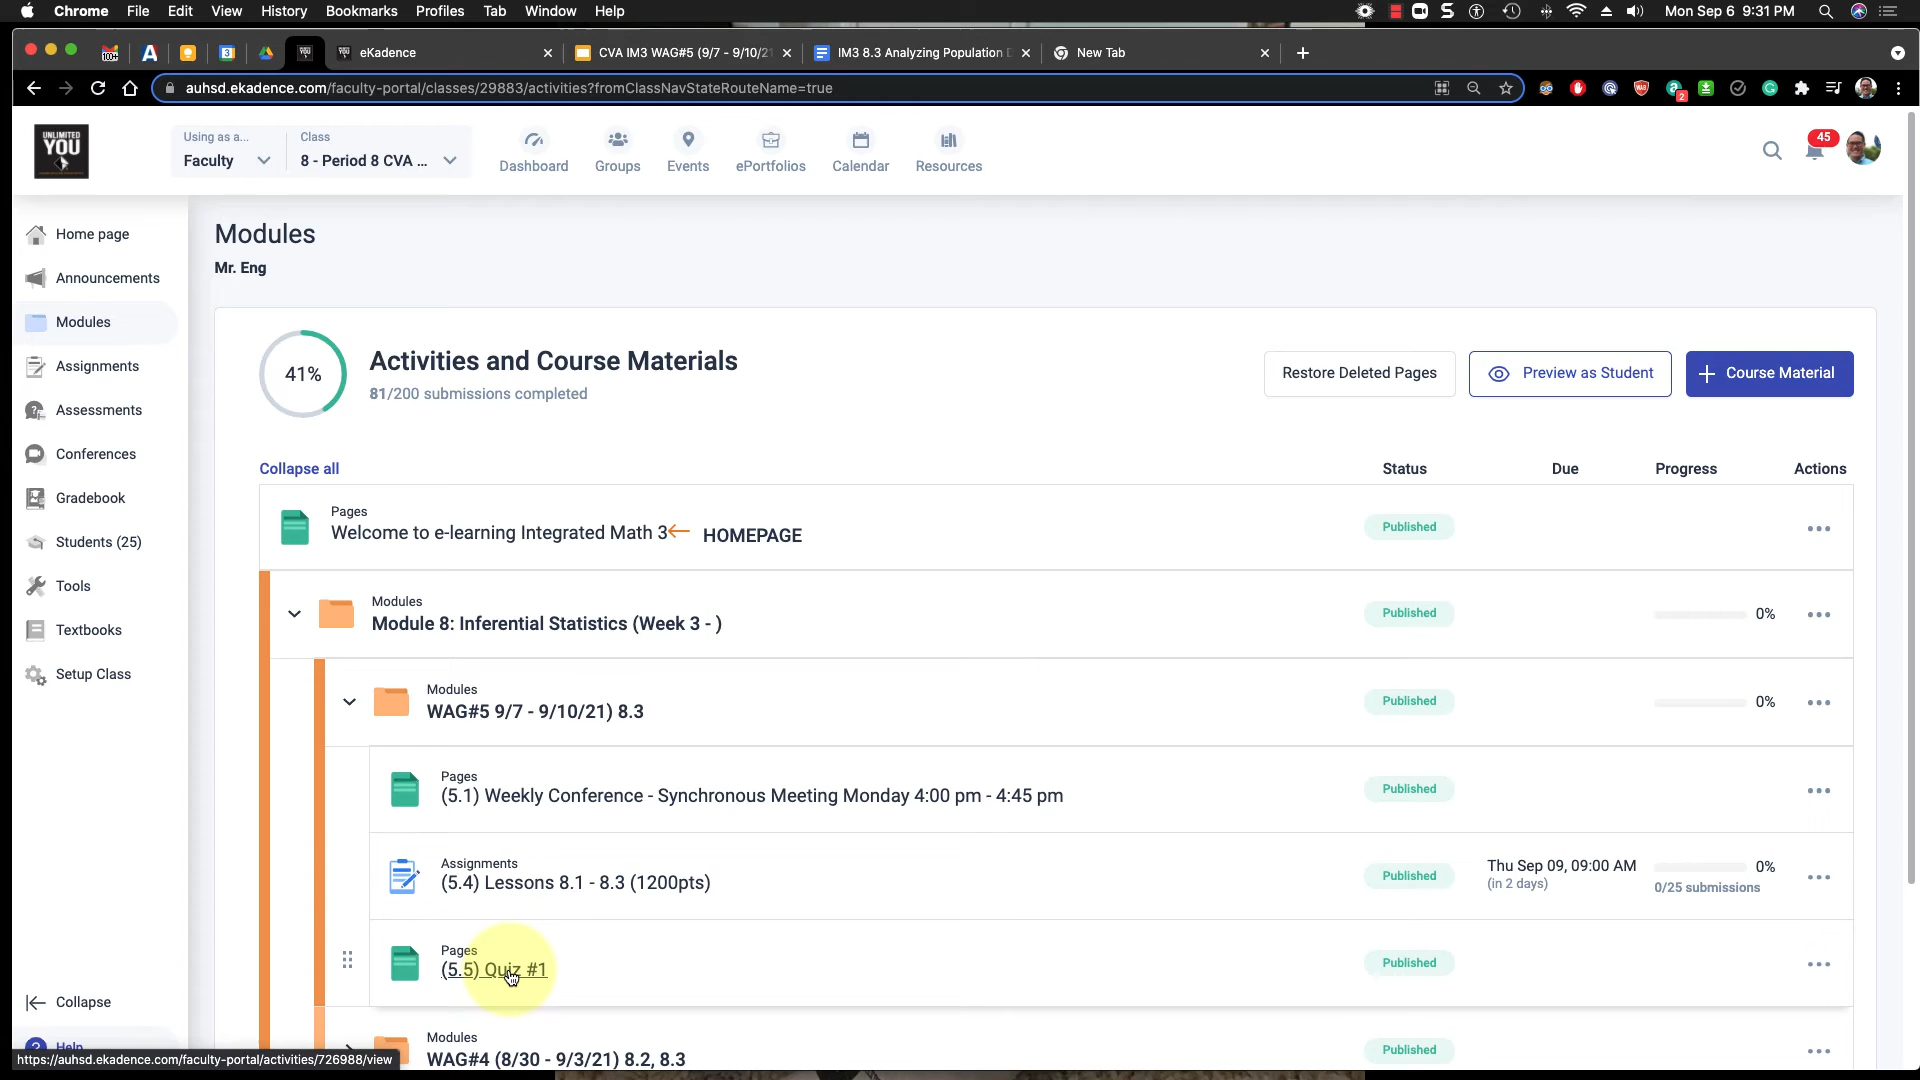 Chrome File Edit View History Bookmarks Profiles Tab Window Help Mon Sep 6 9:31 PM
eKadence CVA IM3 WAG#5 (9/7 - 9/10/21 IM3 8.3 Analyzing Population D New Tab
auhsd.ekadence.com/faculty-portal/classes/29883/activities?fromClassNavStateRouteName=true
UNLIMITED
YOU
Using as a...
Faculty
Class
8 - Period 8 CVA ...
Dashboard
Groups
Events
ePortfolios
Calendar
Resources
45
Home page
Announcements
Modules
Assignments
Assessments
Conferences
Gradebook
Students (25)
Tools
Textbooks
Setup Class
Collapse
Help
https://auhsd.ekadence.com/faculty-portal/activities/726988/view
Modules
Mr. Eng
41%
Activities and Course Materials
81/200 submissions completed
Restore Deleted Pages
Preview as Student
+ Course Material
Collapse all Status Due Progress Actions
Pages
Welcome to e-learning Integrated Math 3← HOMEPAGE
Published
Modules
Module 8: Inferential Statistics (Week 3 - )
Published 0%
Modules
WAG#5 9/7 - 9/10/21) 8.3
Published 0%
Pages
(5.1) Weekly Conference - Synchronous Meeting Monday 4:00 pm - 4:45 pm
Published
Assignments
(5.4) Lessons 8.1 - 8.3 (1200pts)
Published
Thu Sep 09, 09:00 AM
(in 2 days)
0%
0/25 submissions
Pages
(5.5) Quiz #1
Published
Modules
WAG#4 (8/30 - 9/3/21) 8.2, 8.3
Published